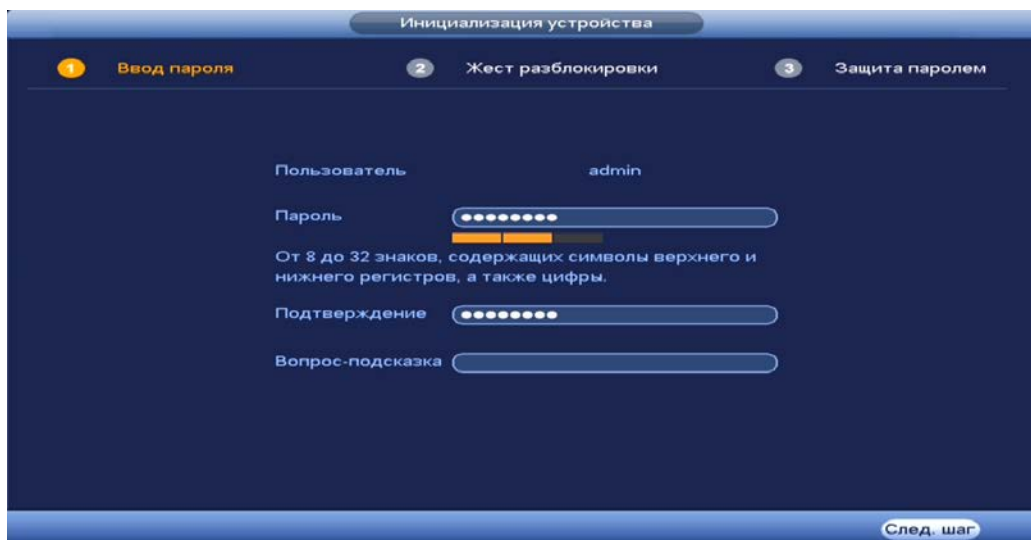 Инициализация устройства
1 Ввод пароля 2 Жест разблокировки 3 Защита паролем
Пользователь admin
Пароль ●●●●●●●●
От 8 до 32 знаков, содержащих символы верхнего и
нижнего регистров, а также цифры.
Подтверждение ●●●●●●●●
Вопрос-подсказка
След. шаг